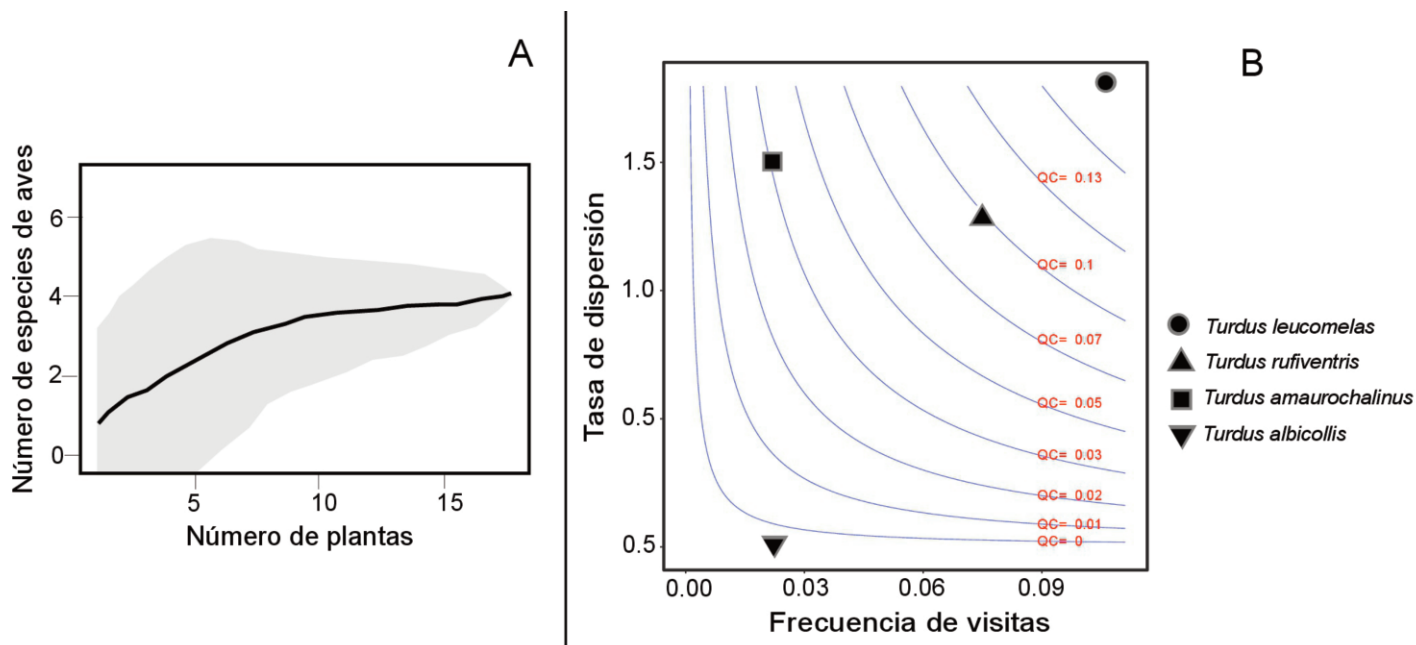 A
Número de especies de aves
6
4
2
0
5
10
15
Número de plantas
B
Tasa de dispersión
1.5
1.0
0.5
0.5
QC= 0.13
QC= 0.1
QC= 0.07
QC= 0.05
QC= 0.03
QC= 0.02
QC= 0.01
QC= 0
0.00
0.03
0.06
0.09
Frecuencia de visitas
Turdus leucomelas
Turdus rufiventris
Turdus amaurochalinus
Turdus albicollis